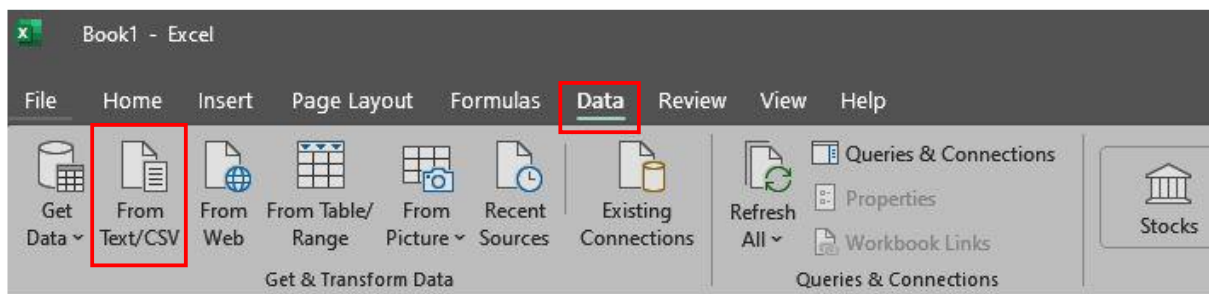 Book1 - Excel
File Home Insert Page Layout Formulas Data Review View Help
Get Data
From Text/CSV
From Web
From Table/ Range
From Picture
Recent Sources
Existing Connections
Refresh All
Queries & Connections
Properties
Workbook Links
Stocks
Get & Transform Data
Queries & Connections